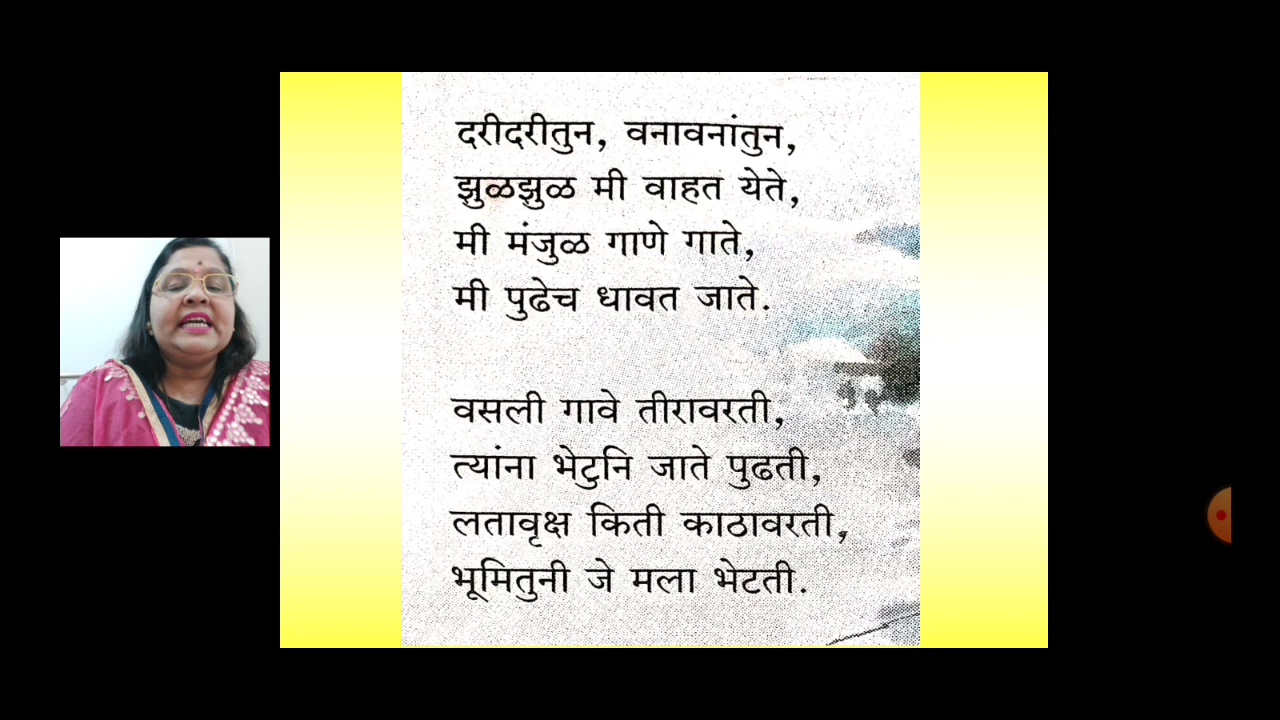 दरीदरीतुन, वनावनांतुन,
झुळझुळ मी वाहत येते,
मी मंजुळ गाणे गाते,
मी पुढेच धावत जाते.
वसली गावे तीरावरती,
त्यांना भेटुनि जाते पुढती,
लतावृक्ष किती काठावरती,
भूमितुनी जे मला भेटती.